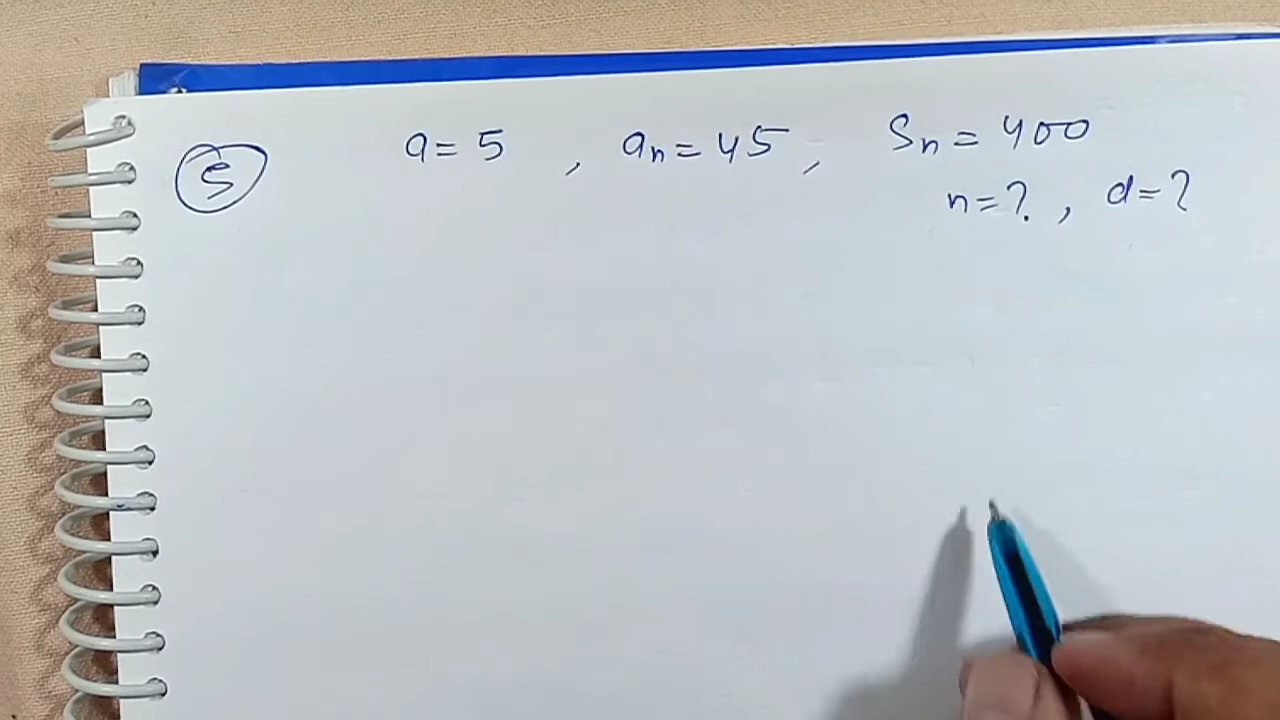 5 a = 5 , an = 45 , Sn = 400
n = ? , d = ?